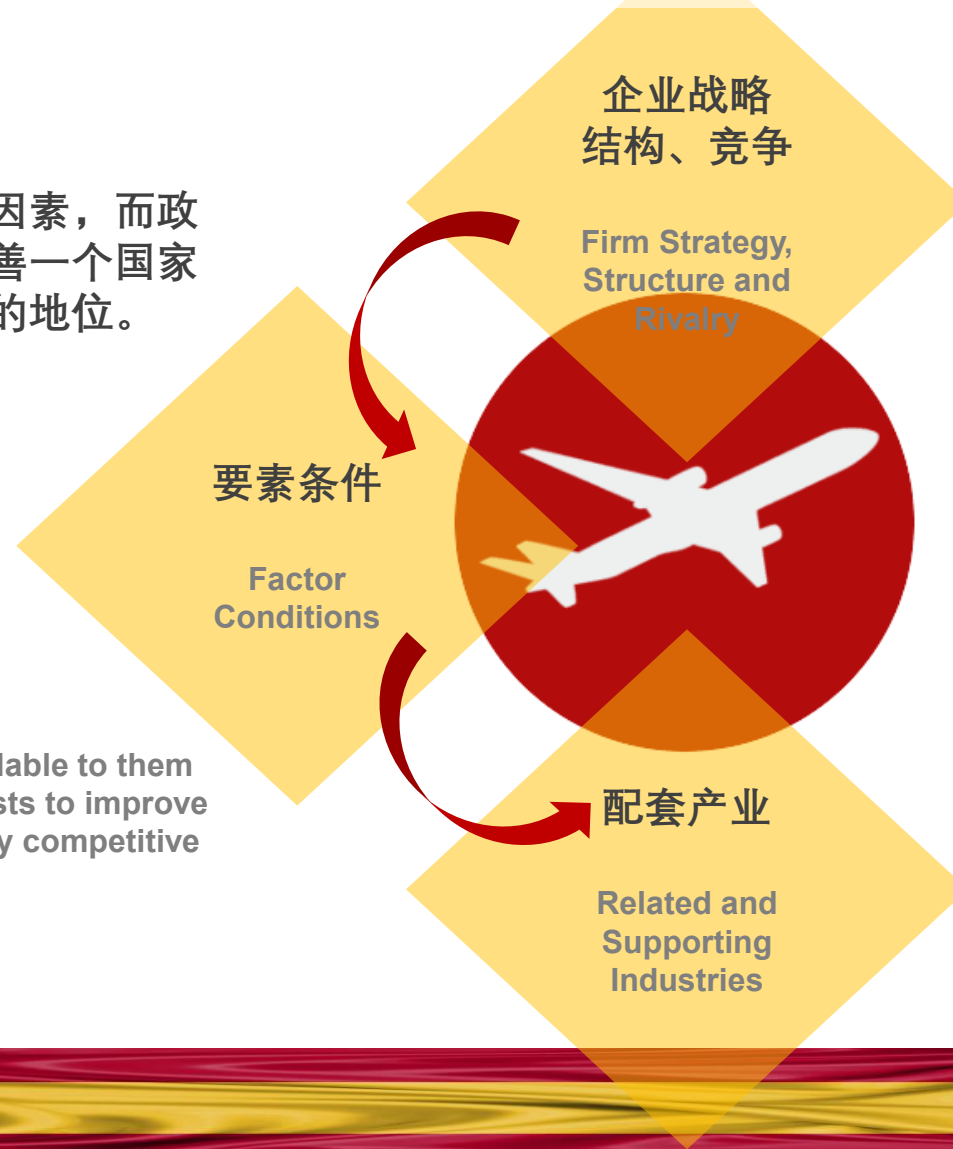 企业战略
结构、竞争
Firm Strategy,
Structure and
Rivalry
因素，而政
善一个国家
的地位。
要素条件
Factor
Conditions
lable to them
sts to improve
y competitive
配套产业
Related and
Supporting
Industries